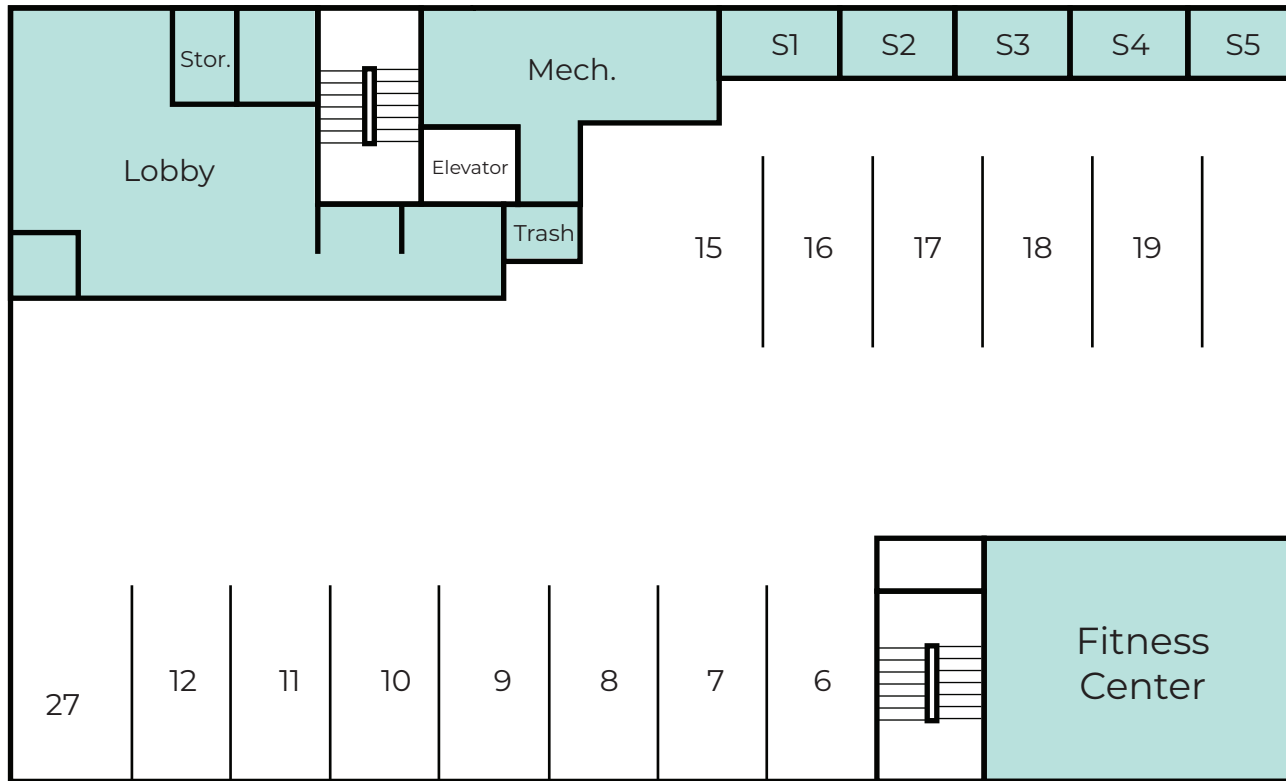 S1
S2
S3
S4
S5
Stor.
Mech.
Lobby
Elevator
Trash
15
16
17
18
19
Fitness
Center
27
12
11
10
9
8
7
6